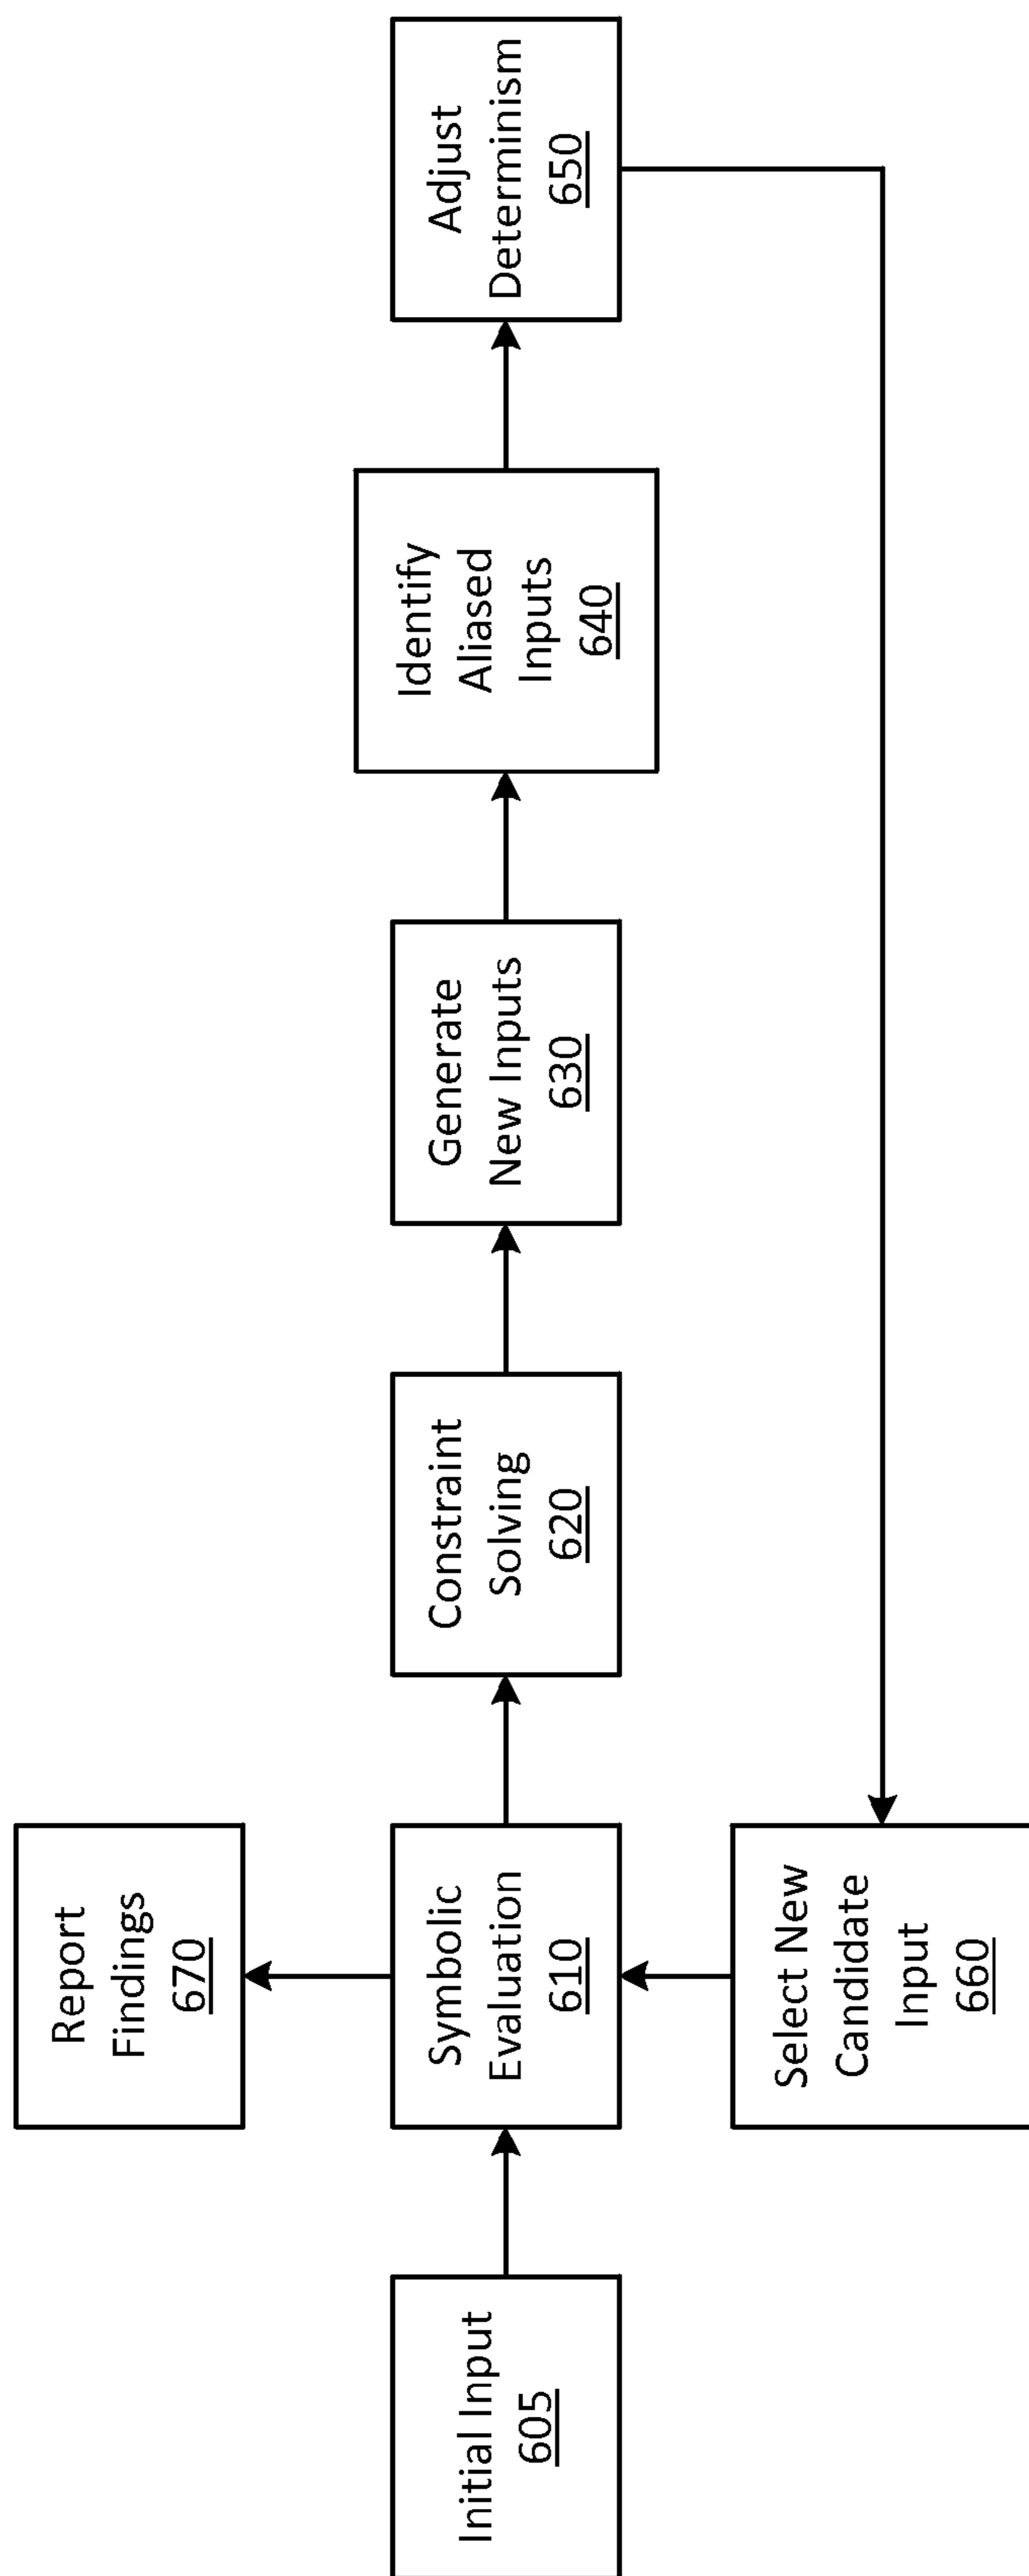 Report
Findings
670
Initial Input
605
Symbolic
Evaluation
610
Constraint
Solving
620
Generate
New Inputs
630
Identify
Aliased
Inputs
640
Adjust
Determinism
650
Select New
Candidate
Input
660